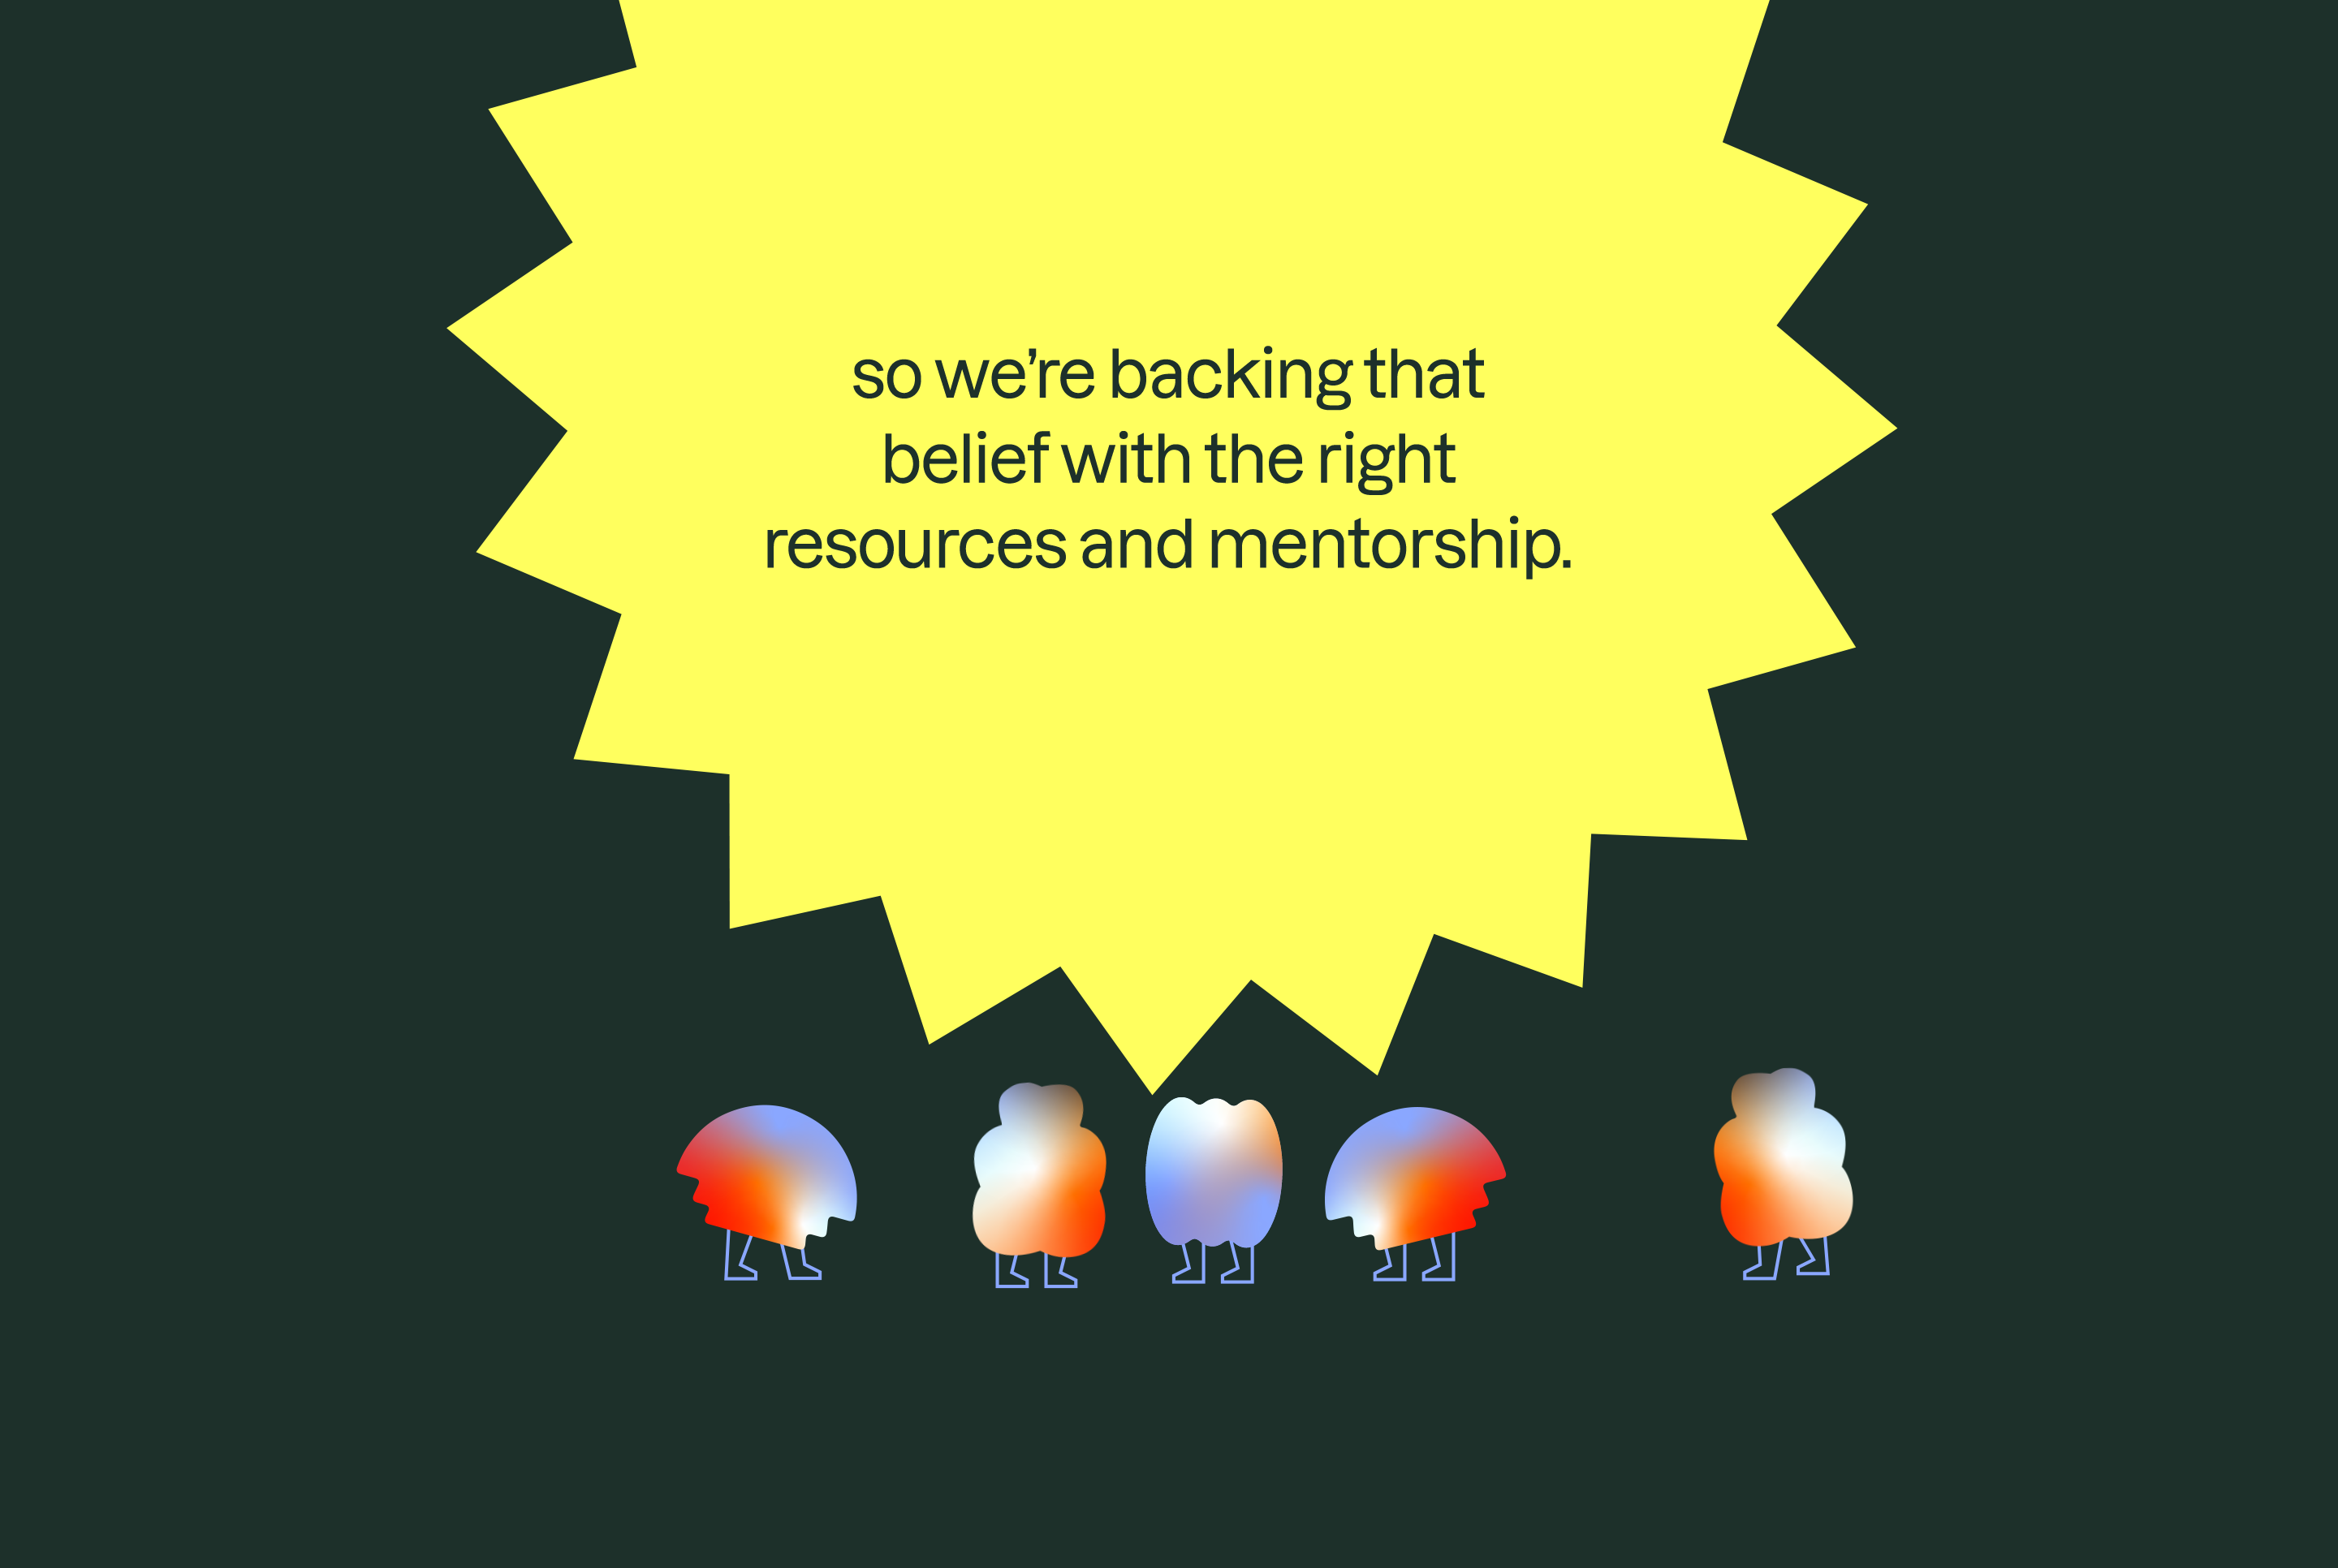 so we’re backing that
belief with the right
resources and mentorship.